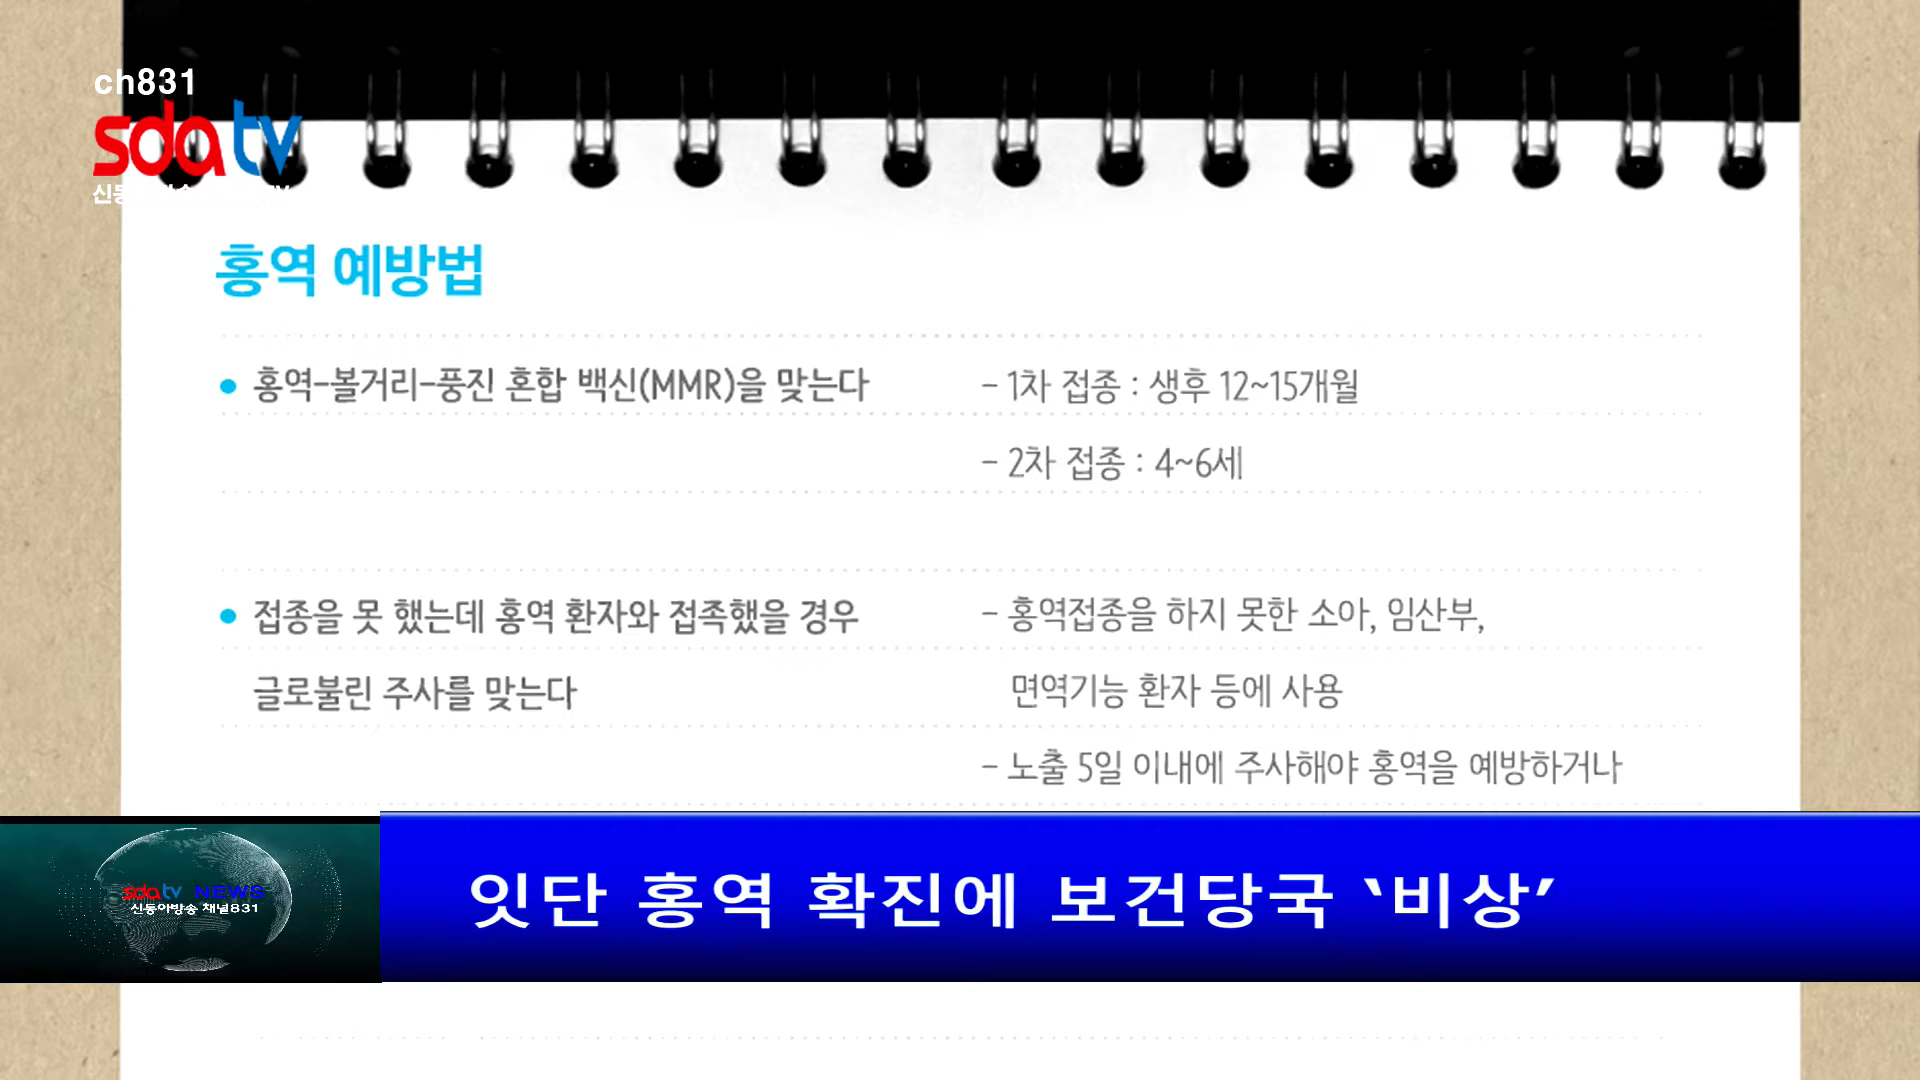 ch831
sda tv
홍역 예방법
홍역-볼거리-풍진 혼합 백신(MMR)을 맞는다
- 1차 접종 : 생후 12~15개월
- 2차 접종 : 4~6세
접종을 못 했는데 홍역 환자와 접족했을 경우
글로불린 주사를 맞는다
- 홍역접종을 하지 못한 소아, 임산부,
면역기능 환자 등에 사용
- 노출 5일 이내에 주사해야 홍역을 예방하거나
sda tv NEWS
신동아방송 채널831
잇단 홍역 확진에 보건당국 ‘비상’